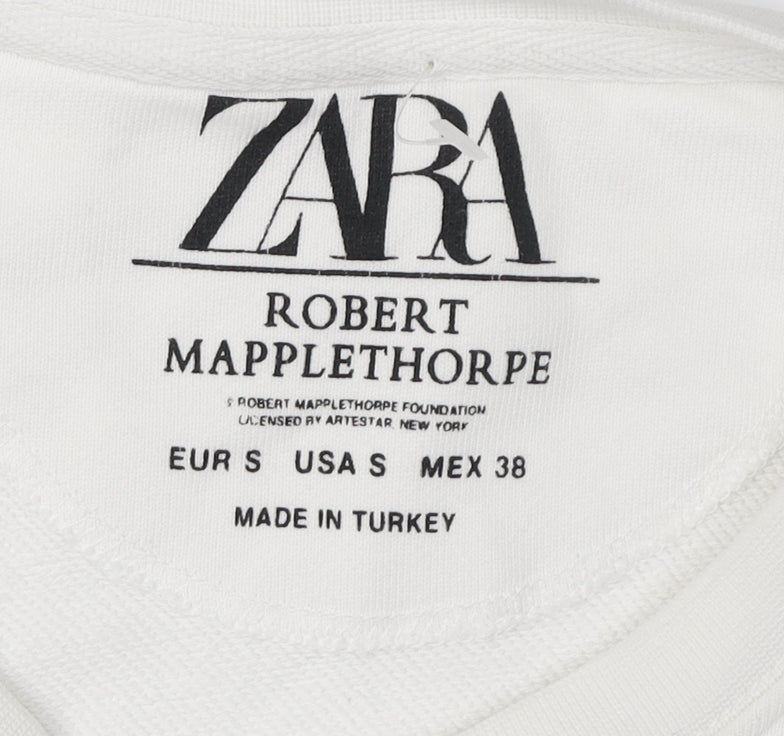 ZARA
ROBERT
MAPPLETHORPE
© ROBERT MAPPLETHORPE FOUNDATION
LICENSED BY ARTESTAR, NEW YORK
EUR S USA S MEX 38
MADE IN TURKEY